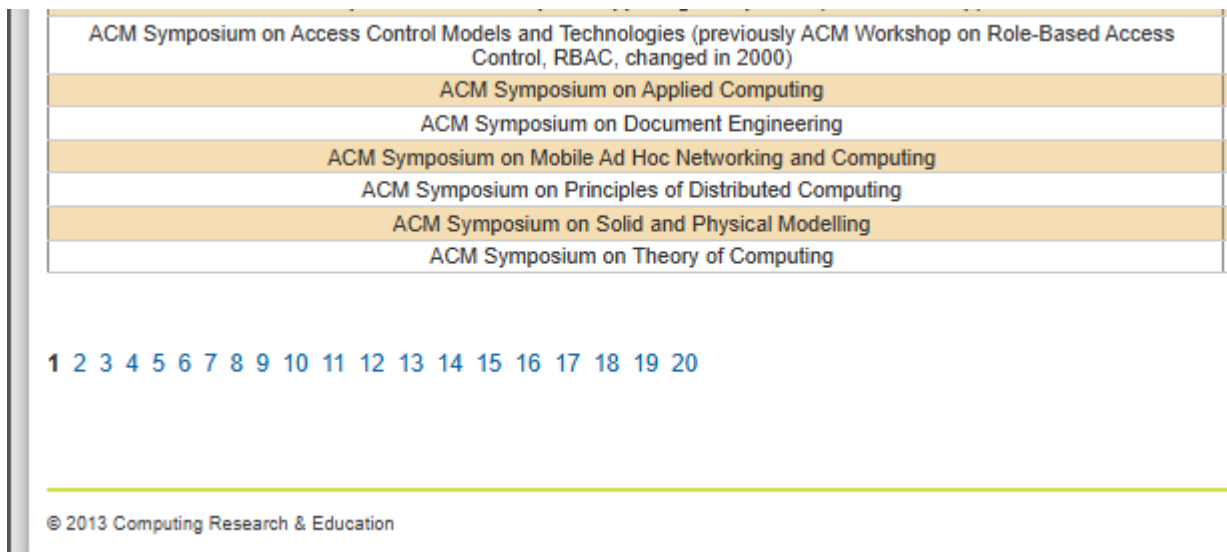 ACM Symposium on Access Control Models and Technologies (previously ACM Workshop on Role-Based Access
Control, RBAC, changed in 2000)
ACM Symposium on Applied Computing
ACM Symposium on Document Engineering
ACM Symposium on Mobile Ad Hoc Networking and Computing
ACM Symposium on Principles of Distributed Computing
ACM Symposium on Solid and Physical Modelling
ACM Symposium on Theory of Computing
1 2 3 4 5 6 7 8 9 10 11 12 13 14 15 16 17 18 19 20
© 2013 Computing Research & Education